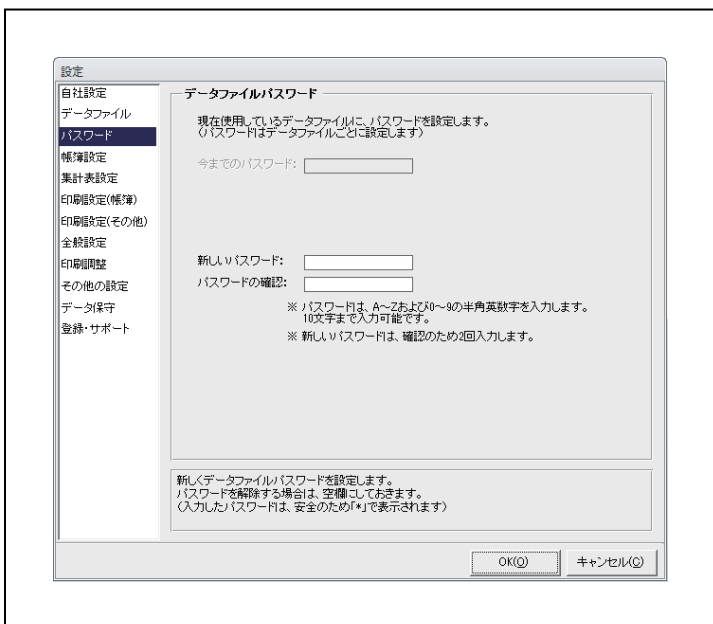 設定
自社設定
データファイル
パスワード
帳簿設定
集計表設定
印刷設定(帳簿)
印刷設定(その他)
全般設定
印刷調整
その他の設定
データ保守
登録・サポート
データファイルパスワード
現在使用しているデータファイルに、パスワードを設定します。
(パスワードはデータファイルごとに設定します)
今までのパスワード:
新しいパスワード:
パスワードの確認:
※ パスワードは、A～Zおよび0～9の半角英数字を入力します。
10文字まで入力可能です。
※ 新しいパスワードは、確認のため2回入力します。
新しくデータファイルパスワードを設定します。
パスワードを解除する場合は、空欄にしておきます。
(入力したパスワードは、安全のため「*」で表示されます)
OK(O)
キャンセル(C)